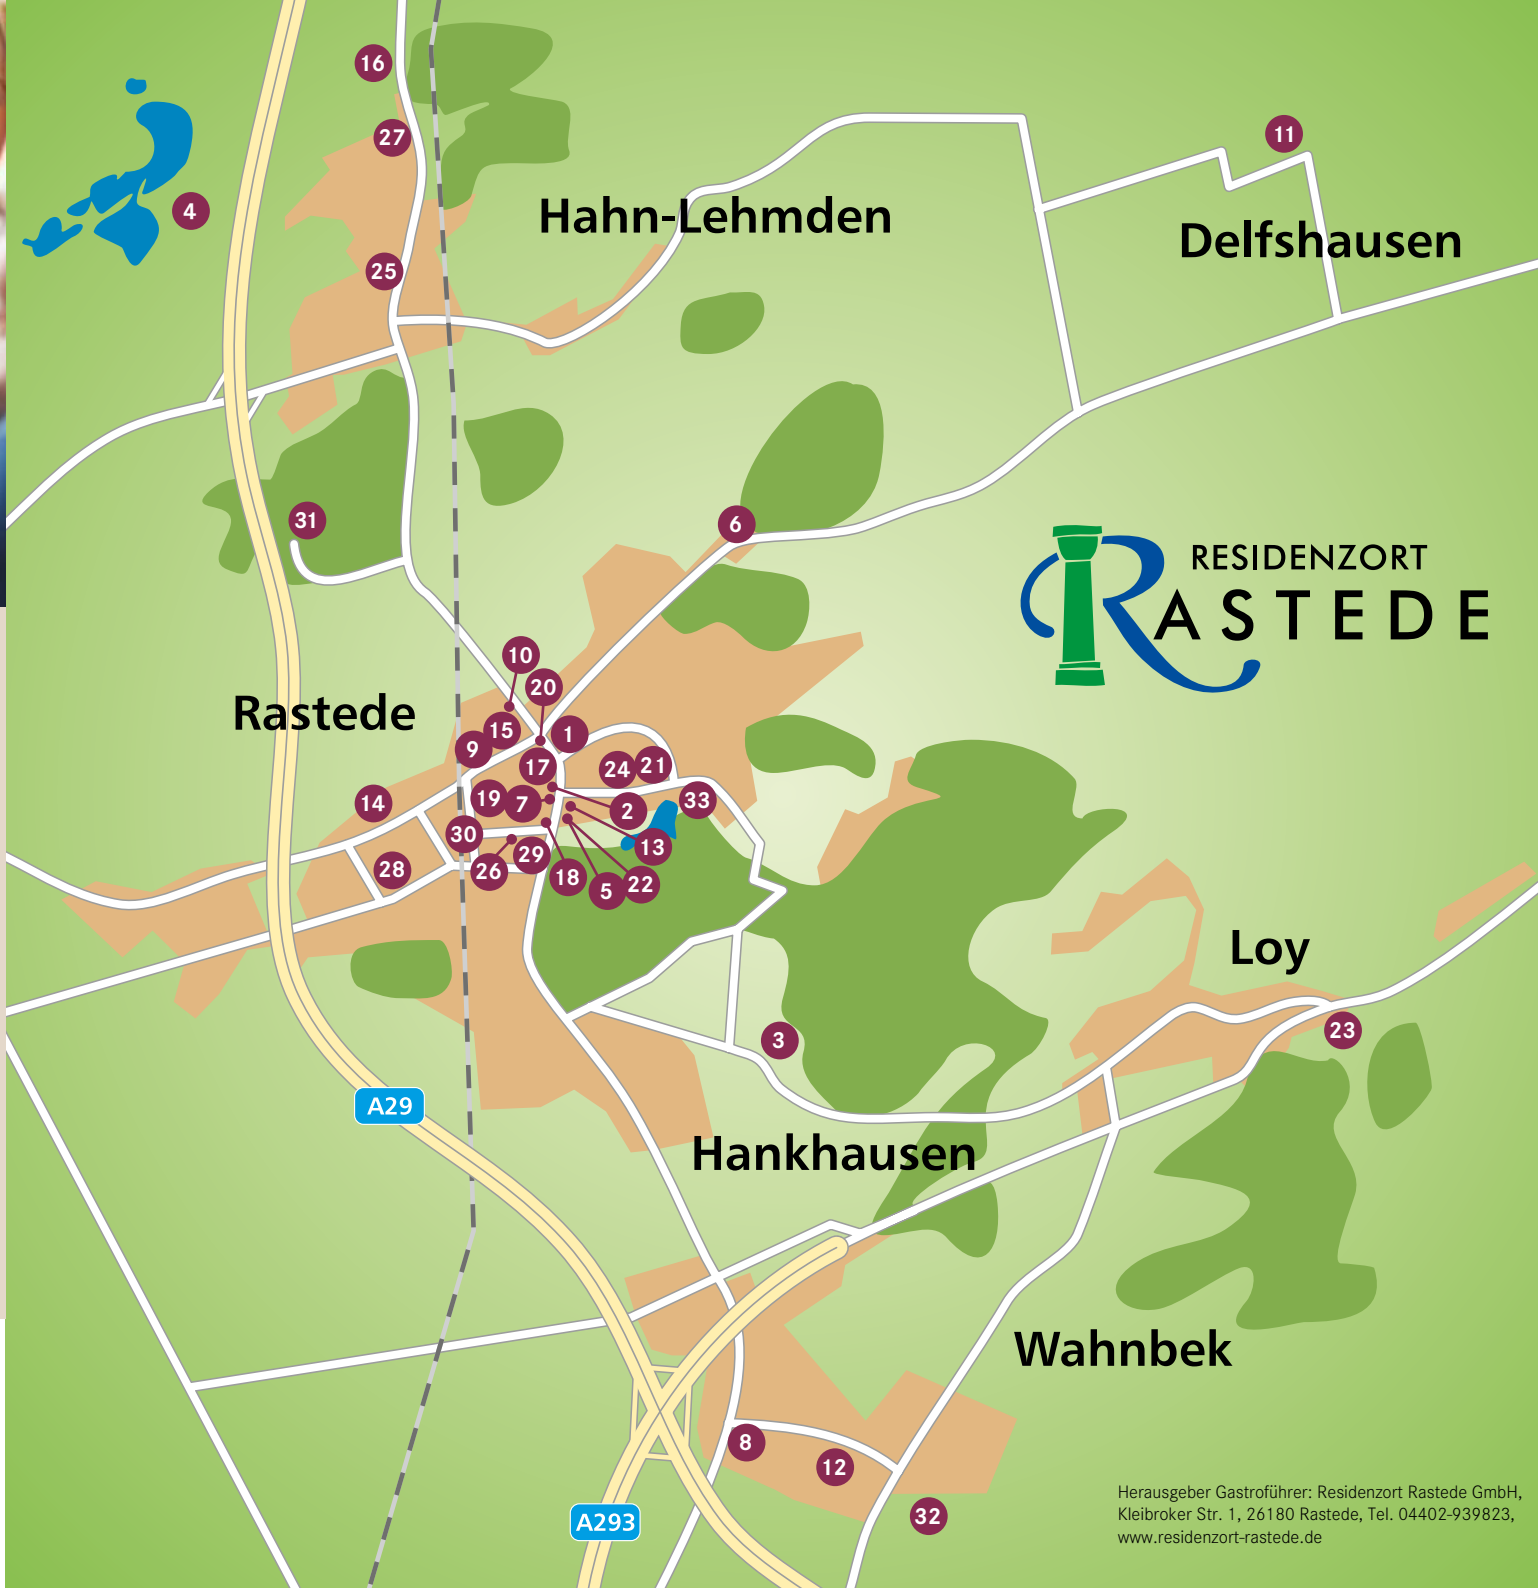 16
27
11
4
Hahn-Lehmden
Delfshausen
25
31
6
RESIDENZORT
RASTEDE
10
20
Rastede
15
1
9
17
24
21
14
19
7
2
33
30
13
28
26
29
18
5
22
Loy
3
23
A29
Hankhausen
Wahnbek
8
12
32
A293
Herausgeber Gastroführer: Residenzort Rastede GmbH,
Kleibroker Str. 1, 26180 Rastede, Tel. 04402-939823,
www.residenzort-rastede.de